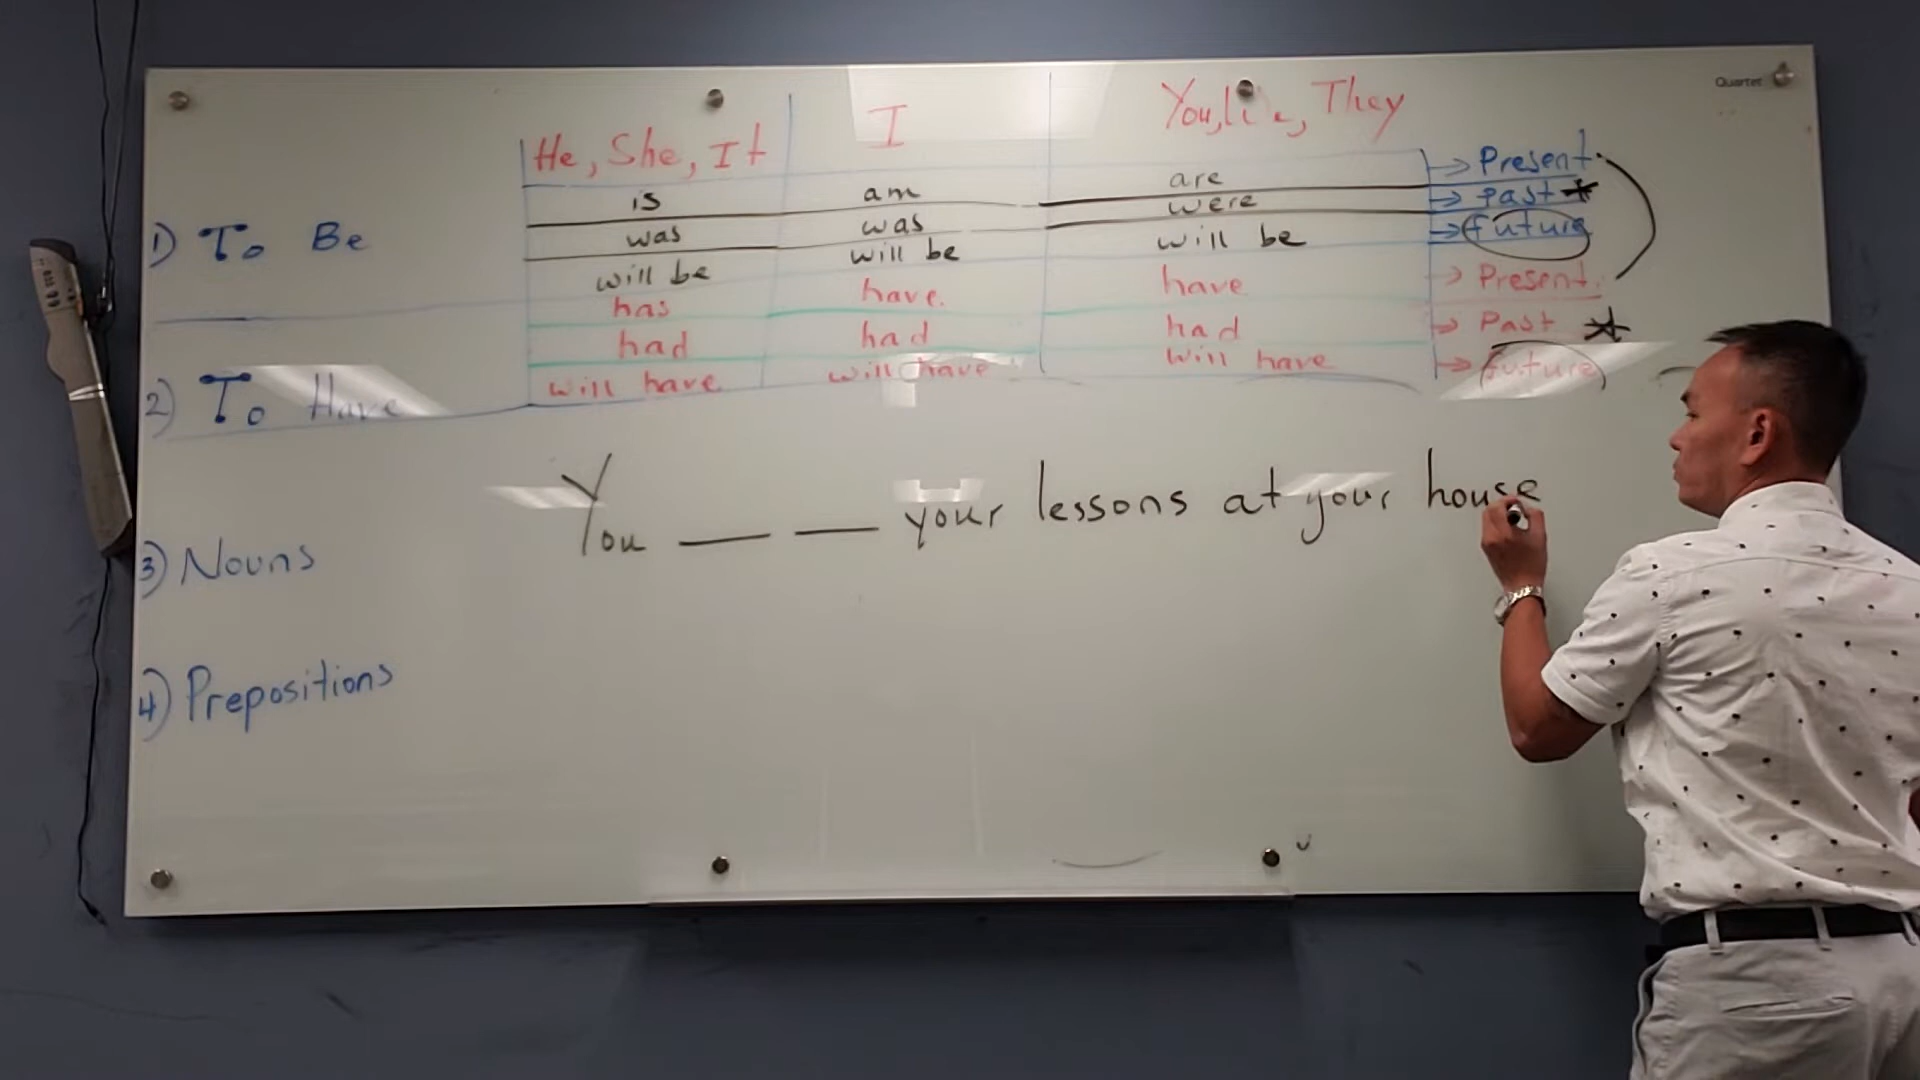 Quartet
He, She, It I You, We, They
is am are → Present
was was were → Past *
will be will be will be → future
1) To Be
has have. have → Present.
had had had → Past *
will have will have will have → future
2) To Have
You ___ ___ your lessons at your house
3) Nouns
4) Prepositions